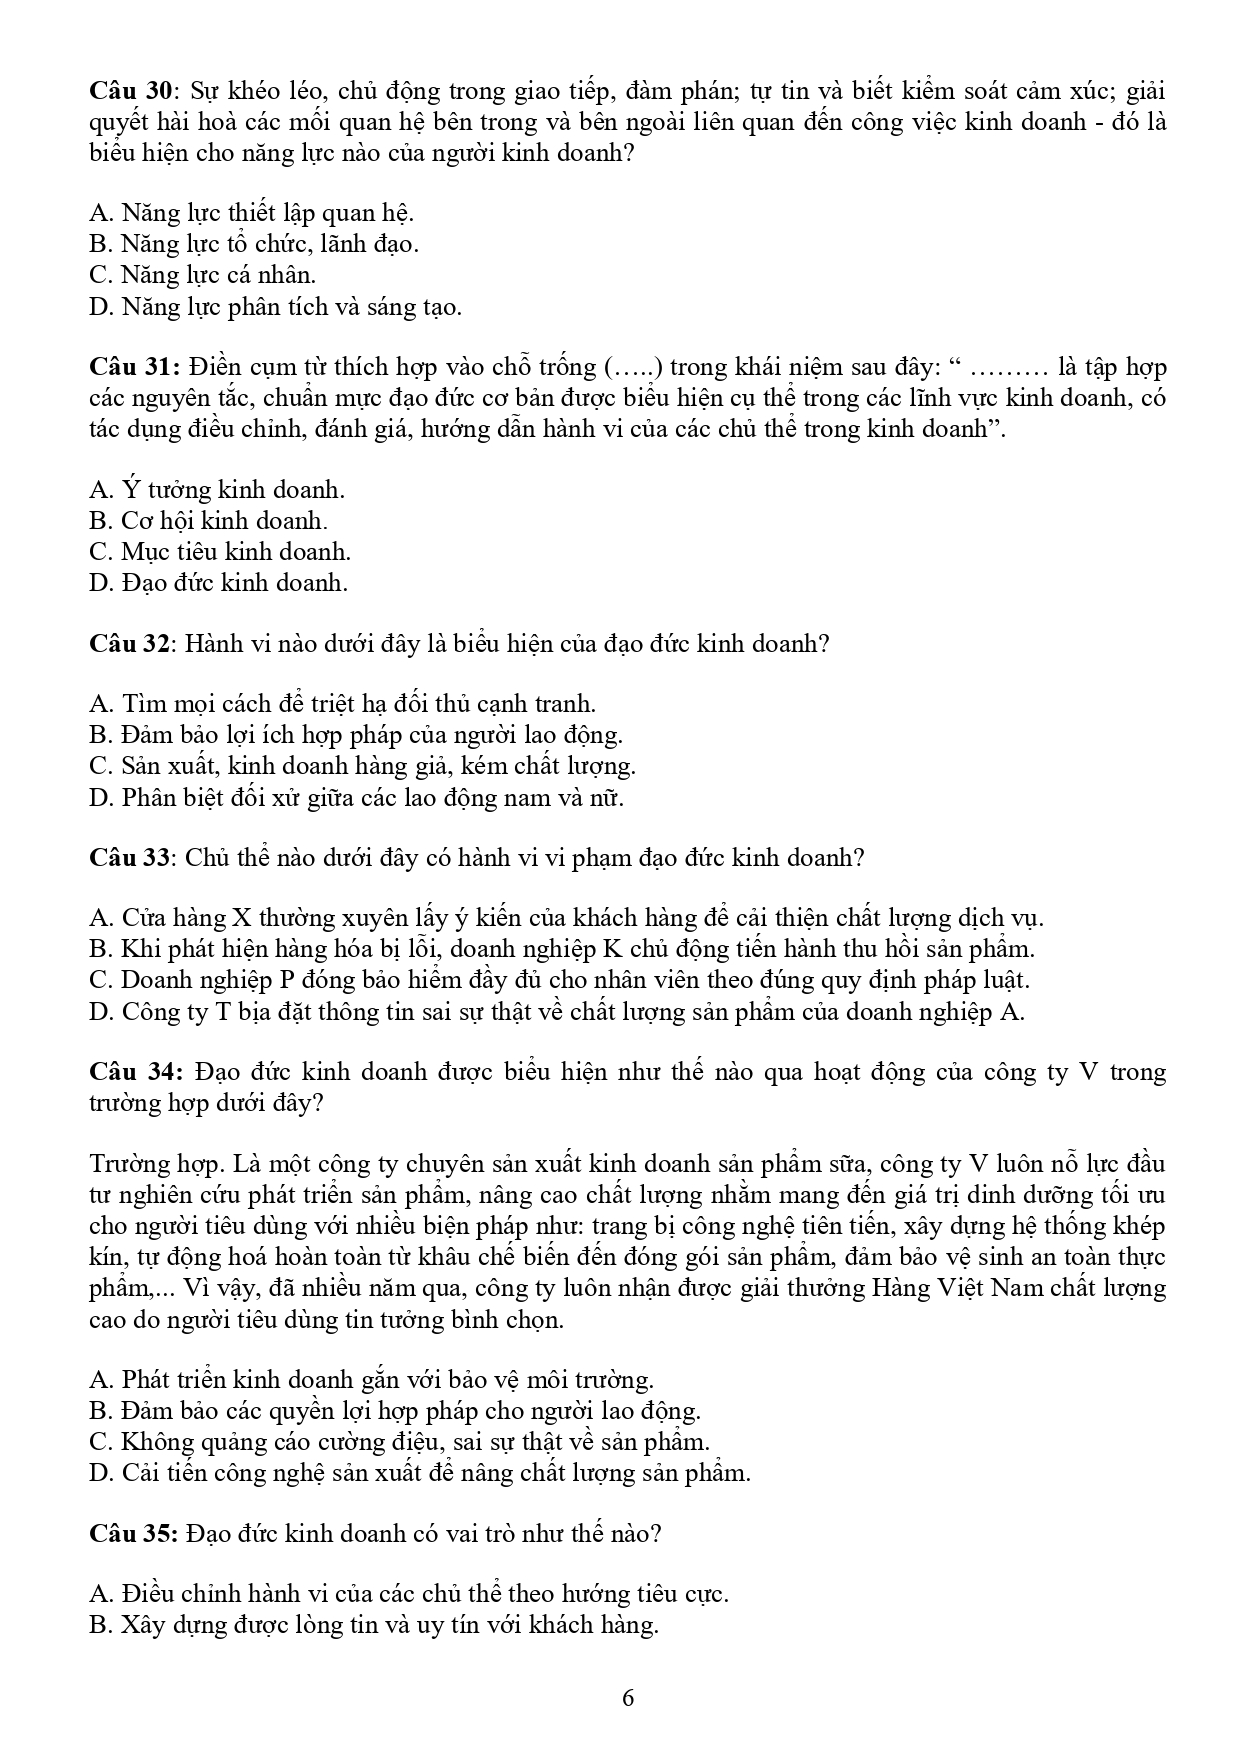 Câu 30: Sự khéo léo, chủ động trong giao tiếp, đàm phán; tự tin và biết kiểm soát cảm xúc; giải
quyết hài hoà các mối quan hệ bên trong và bên ngoài liên quan đến công việc kinh doanh - đó là
biểu hiện cho năng lực nào của người kinh doanh?
A. Năng lực thiết lập quan hệ.
B. Năng lực tổ chức, lãnh đạo.
C. Năng lực cá nhân.
D. Năng lực phân tích và sáng tạo.
Câu 31: Điền cụm từ thích hợp vào chỗ trống (…..) trong khái niệm sau đây: “ ……… là tập hợp
các nguyên tắc, chuẩn mực đạo đức cơ bản được biểu hiện cụ thể trong các lĩnh vực kinh doanh, có
tác dụng điều chỉnh, đánh giá, hướng dẫn hành vi của các chủ thể trong kinh doanh”.
A. Ý tưởng kinh doanh.
B. Cơ hội kinh doanh.
C. Mục tiêu kinh doanh.
D. Đạo đức kinh doanh.
Câu 32: Hành vi nào dưới đây là biểu hiện của đạo đức kinh doanh?
A. Tìm mọi cách để triệt hạ đối thủ cạnh tranh.
B. Đảm bảo lợi ích hợp pháp của người lao động.
C. Sản xuất, kinh doanh hàng giả, kém chất lượng.
D. Phân biệt đối xử giữa các lao động nam và nữ.
Câu 33: Chủ thể nào dưới đây có hành vi vi phạm đạo đức kinh doanh?
A. Cửa hàng X thường xuyên lấy ý kiến của khách hàng để cải thiện chất lượng dịch vụ.
B. Khi phát hiện hàng hóa bị lỗi, doanh nghiệp K chủ động tiến hành thu hồi sản phẩm.
C. Doanh nghiệp P đóng bảo hiểm đầy đủ cho nhân viên theo đúng quy định pháp luật.
D. Công ty T bịa đặt thông tin sai sự thật về chất lượng sản phẩm của doanh nghiệp A.
Câu 34: Đạo đức kinh doanh được biểu hiện như thế nào qua hoạt động của công ty V trong
trường hợp dưới đây?
Trường hợp. Là một công ty chuyên sản xuất kinh doanh sản phẩm sữa, công ty V luôn nỗ lực đầu
tư nghiên cứu phát triển sản phẩm, nâng cao chất lượng nhằm mang đến giá trị dinh dưỡng tối ưu
cho người tiêu dùng với nhiều biện pháp như: trang bị công nghệ tiên tiến, xây dựng hệ thống khép
kín, tự động hoá hoàn toàn từ khâu chế biến đến đóng gói sản phẩm, đảm bảo vệ sinh an toàn thực
phẩm,... Vì vậy, đã nhiều năm qua, công ty luôn nhận được giải thưởng Hàng Việt Nam chất lượng
cao do người tiêu dùng tin tưởng bình chọn.
A. Phát triển kinh doanh gắn với bảo vệ môi trường.
B. Đảm bảo các quyền lợi hợp pháp cho người lao động.
C. Không quảng cáo cường điệu, sai sự thật về sản phẩm.
D. Cải tiến công nghệ sản xuất để nâng chất lượng sản phẩm.
Câu 35: Đạo đức kinh doanh có vai trò như thế nào?
A. Điều chỉnh hành vi của các chủ thể theo hướng tiêu cực.
B. Xây dựng được lòng tin và uy tín với khách hàng.
6